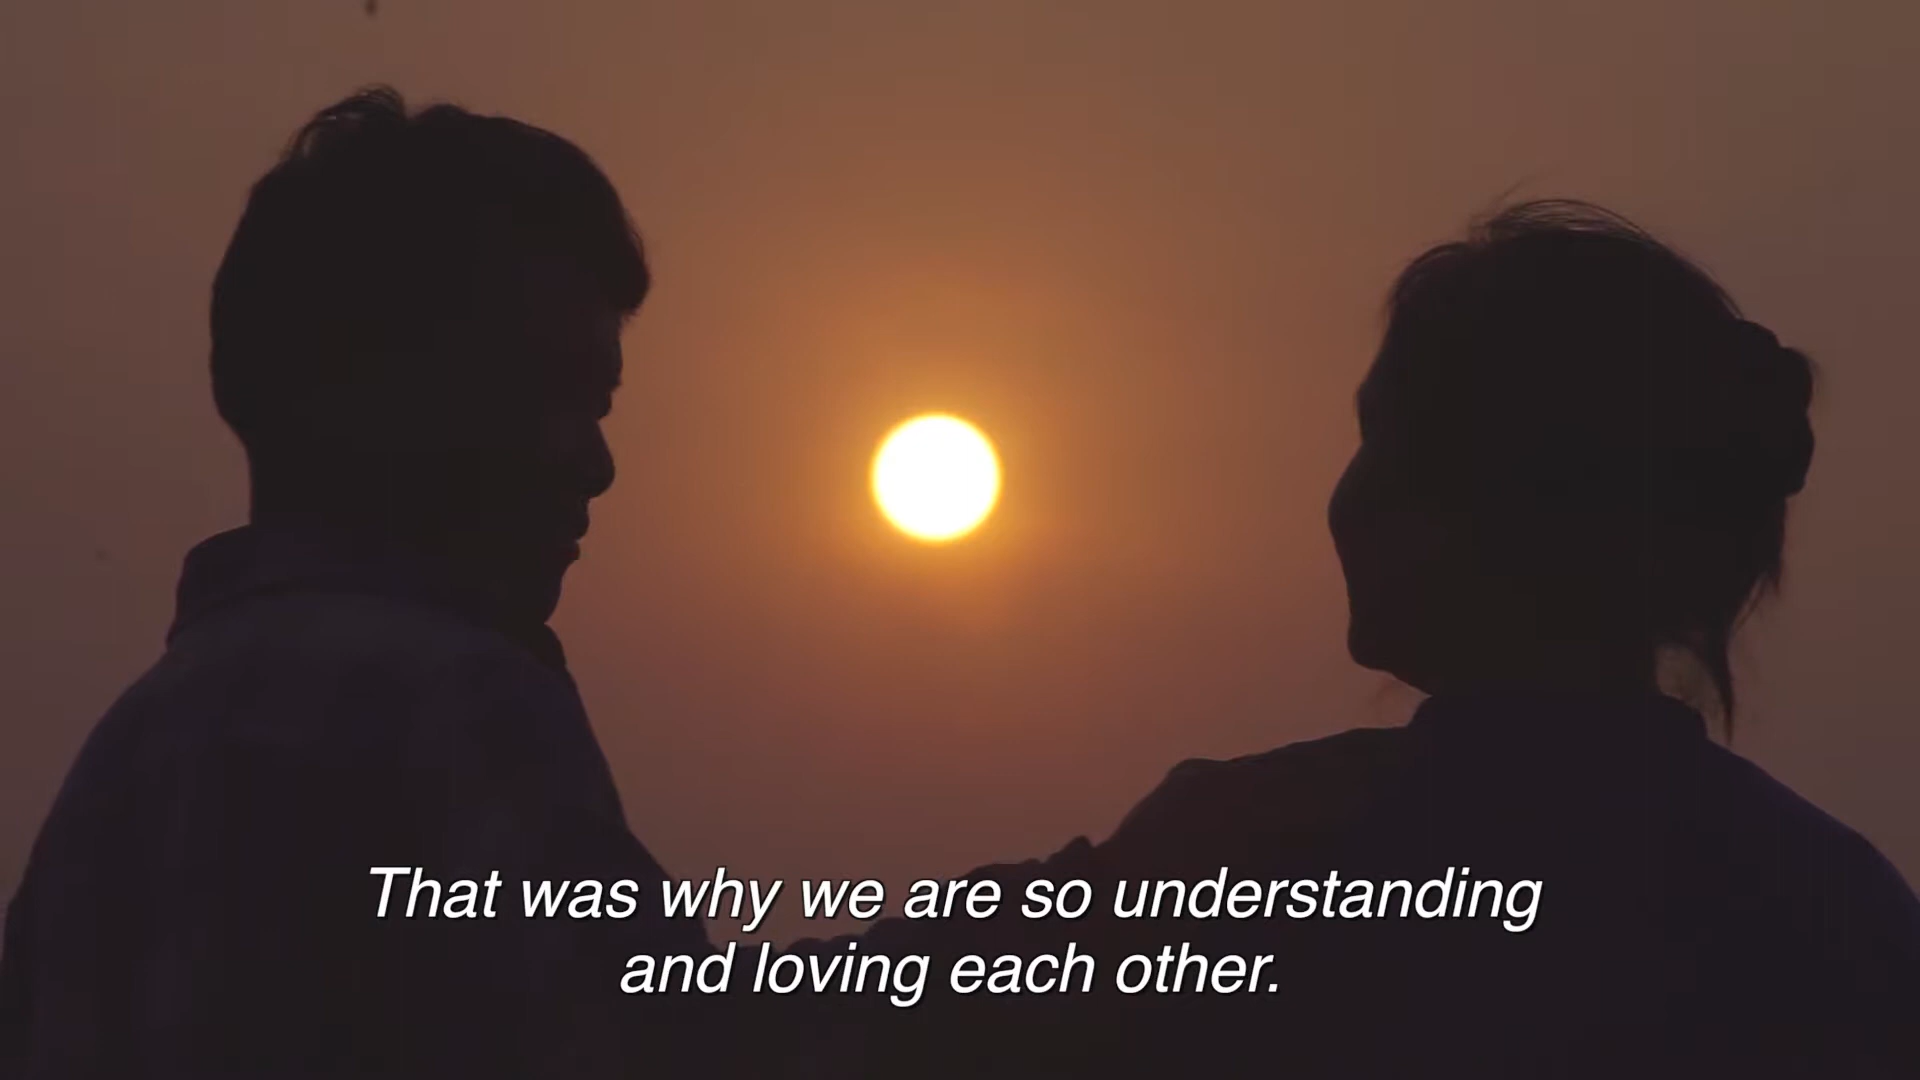 That was why we are so understanding
and loving each other.